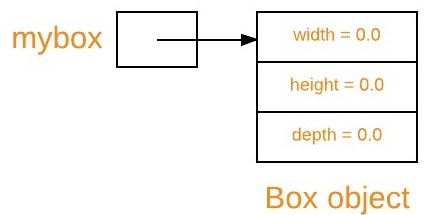 mybox
width = 0.0
height = 0.0
depth = 0.0
Box object